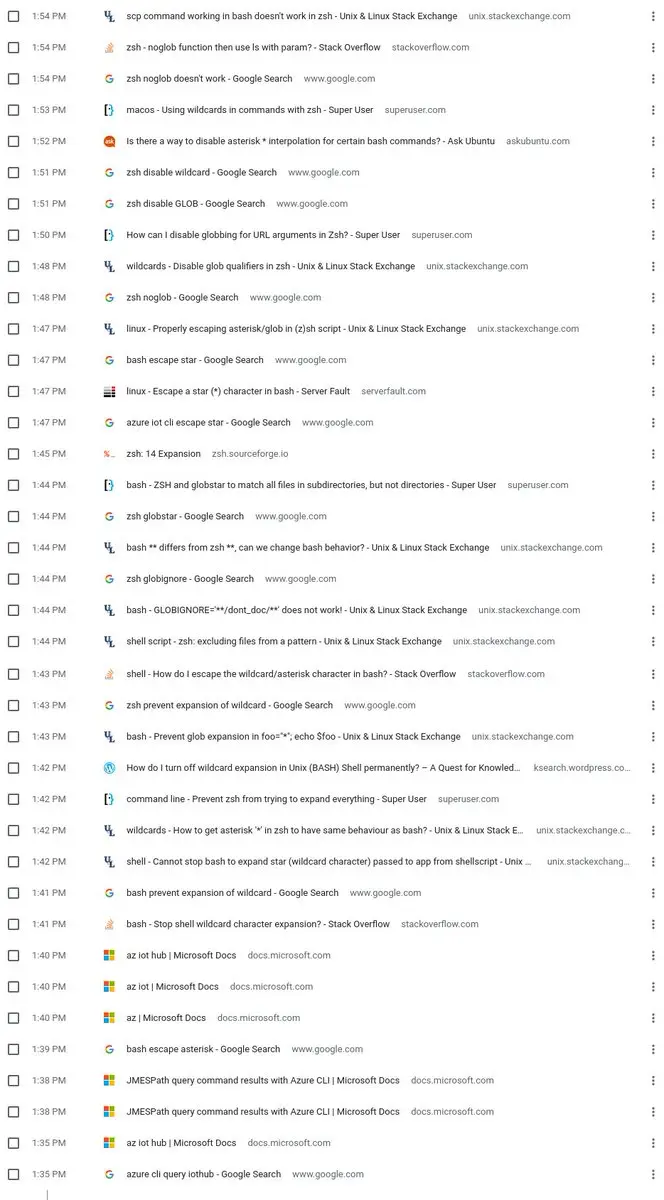 1:54 PM scp command working in bash doesn't work in zsh - Unix & Linux Stack Exchange unix.stackexchange.com
1:54 PM zsh - noglob function then use ls with param? - Stack Overflow stackoverflow.com
1:54 PM zsh noglob doesn't work - Google Search www.google.com
1:53 PM macos - Using wildcards in commands with zsh - Super User superuser.com
1:52 PM Is there a way to disable asterisk * interpolation for certain bash commands? - Ask Ubuntu askubuntu.com
1:51 PM zsh disable wildcard - Google Search www.google.com
1:51 PM zsh disable GLOB - Google Search www.google.com
1:50 PM How can I disable globbing for URL arguments in Zsh? - Super User superuser.com
1:48 PM wildcards - Disable glob qualifiers in zsh - Unix & Linux Stack Exchange unix.stackexchange.com
1:48 PM zsh noglob - Google Search www.google.com
1:47 PM linux - Properly escaping asterisk/glob in (z)sh script - Unix & Linux Stack Exchange unix.stackexchange.com
1:47 PM bash escape star - Google Search www.google.com
1:47 PM linux - Escape a star (*) character in bash - Server Fault serverfault.com
1:47 PM azure iot cli escape star - Google Search www.google.com
1:45 PM zsh: 14 Expansion zsh.sourceforge.io
1:44 PM bash - ZSH and globstar to match all files in subdirectories, but not directories - Super User superuser.com
1:44 PM zsh globstar - Google Search www.google.com
1:44 PM bash ** differs from zsh **, can we change bash behavior? - Unix & Linux Stack Exchange unix.stackexchange.com
1:44 PM zsh globignore - Google Search www.google.com
1:44 PM bash - GLOBIGNORE='**/dont_doc/**' does not work! - Unix & Linux Stack Exchange unix.stackexchange.com
1:44 PM shell script - zsh: excluding files from a pattern - Unix & Linux Stack Exchange unix.stackexchange.com
1:43 PM shell - How do I escape the wildcard/asterisk character in bash? - Stack Overflow stackoverflow.com
1:43 PM zsh prevent expansion of wildcard - Google Search www.google.com
1:43 PM bash - Prevent glob expansion in foo="*"; echo $foo - Unix & Linux Stack Exchange unix.stackexchange.com
1:42 PM How do I turn off wildcard expansion in Unix (BASH) Shell permanently? – A Quest for Knowled... ksearch.wordpress.co...
1:42 PM command line - Prevent zsh from trying to expand everything - Super User superuser.com
1:42 PM wildcards - How to get asterisk '*' in zsh to have same behaviour as bash? - Unix & Linux Stack E... unix.stackexchange.c...
1:42 PM shell - Cannot stop bash to expand star (wildcard character) passed to app from shellscript - Unix ... unix.stackexchang...
1:41 PM bash prevent expansion of wildcard - Google Search www.google.com
1:41 PM bash - Stop shell wildcard character expansion? - Stack Overflow stackoverflow.com
1:40 PM az iot hub | Microsoft Docs docs.microsoft.com
1:40 PM az iot | Microsoft Docs docs.microsoft.com
1:40 PM az | Microsoft Docs docs.microsoft.com
1:39 PM bash escape asterisk - Google Search www.google.com
1:38 PM JMESPath query command results with Azure CLI | Microsoft Docs docs.microsoft.com
1:38 PM JMESPath query command results with Azure CLI | Microsoft Docs docs.microsoft.com
1:35 PM az iot hub | Microsoft Docs docs.microsoft.com
1:35 PM azure cli query iothub - Google Search www.google.com